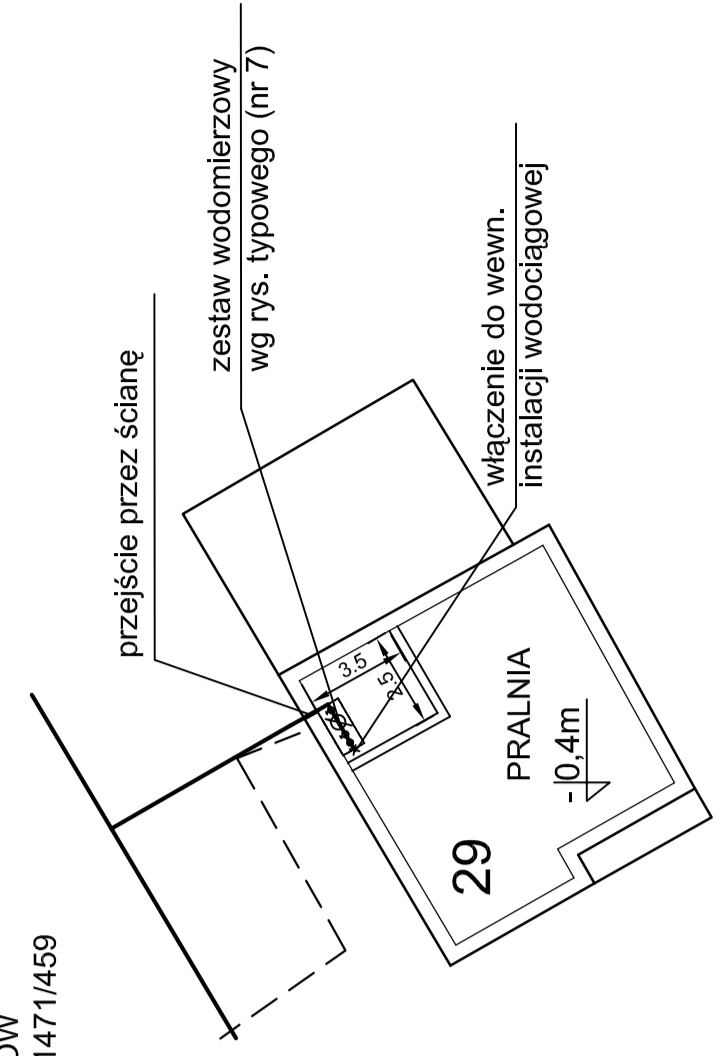 przejście przez ścianę
zestaw wodomierzowy
wg rys. typowego (nr 7)
włączenie do wewn.
instalacji wodociągowej
3.5
2.5
PRALNIA
- 0,4m
29
1471/459